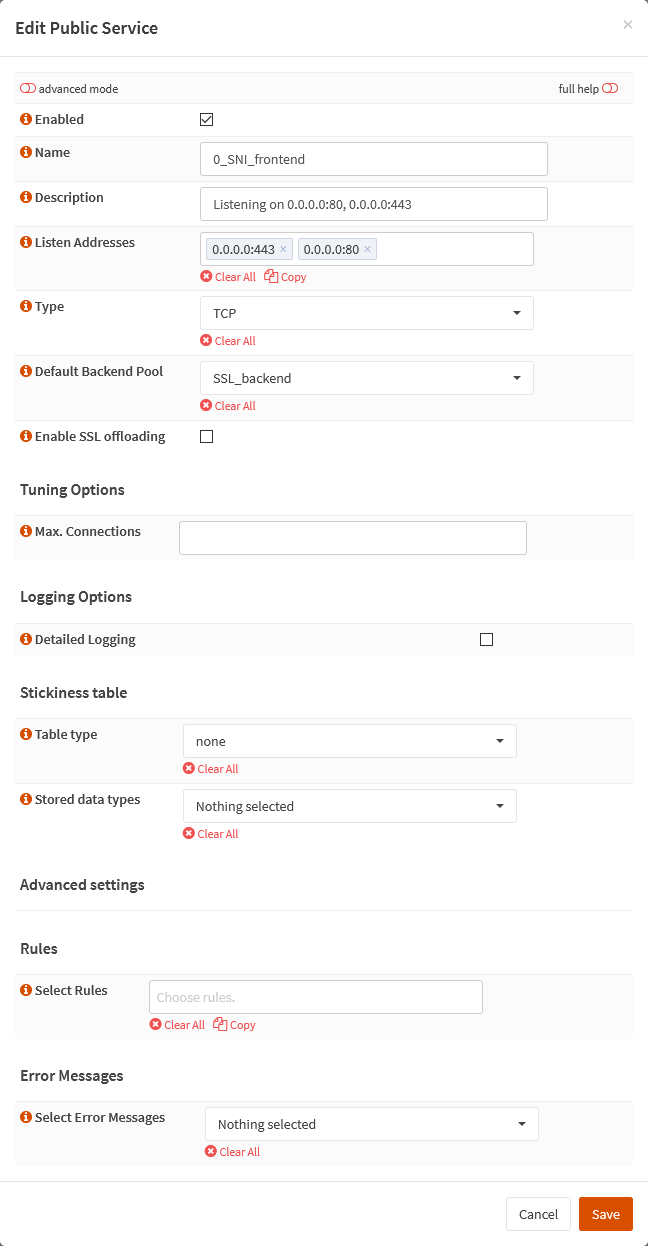 Edit Public Service ×
advanced mode full help
Enabled
Name 0_SNI_frontend
Description Listening on 0.0.0.0:80, 0.0.0.0:443
Listen Addresses 0.0.0.0:443 × 0.0.0.0:80 ×
Clear All Copy
Type TCP
Clear All
Default Backend Pool SSL_backend
Clear All
Enable SSL offloading
Tuning Options
Max. Connections
Logging Options
Detailed Logging
Stickiness table
Table type none
Clear All
Stored data types Nothing selected
Clear All
Advanced settings
Rules
Select Rules Choose rules.
Clear All Copy
Error Messages
Select Error Messages Nothing selected
Clear All
Cancel Save